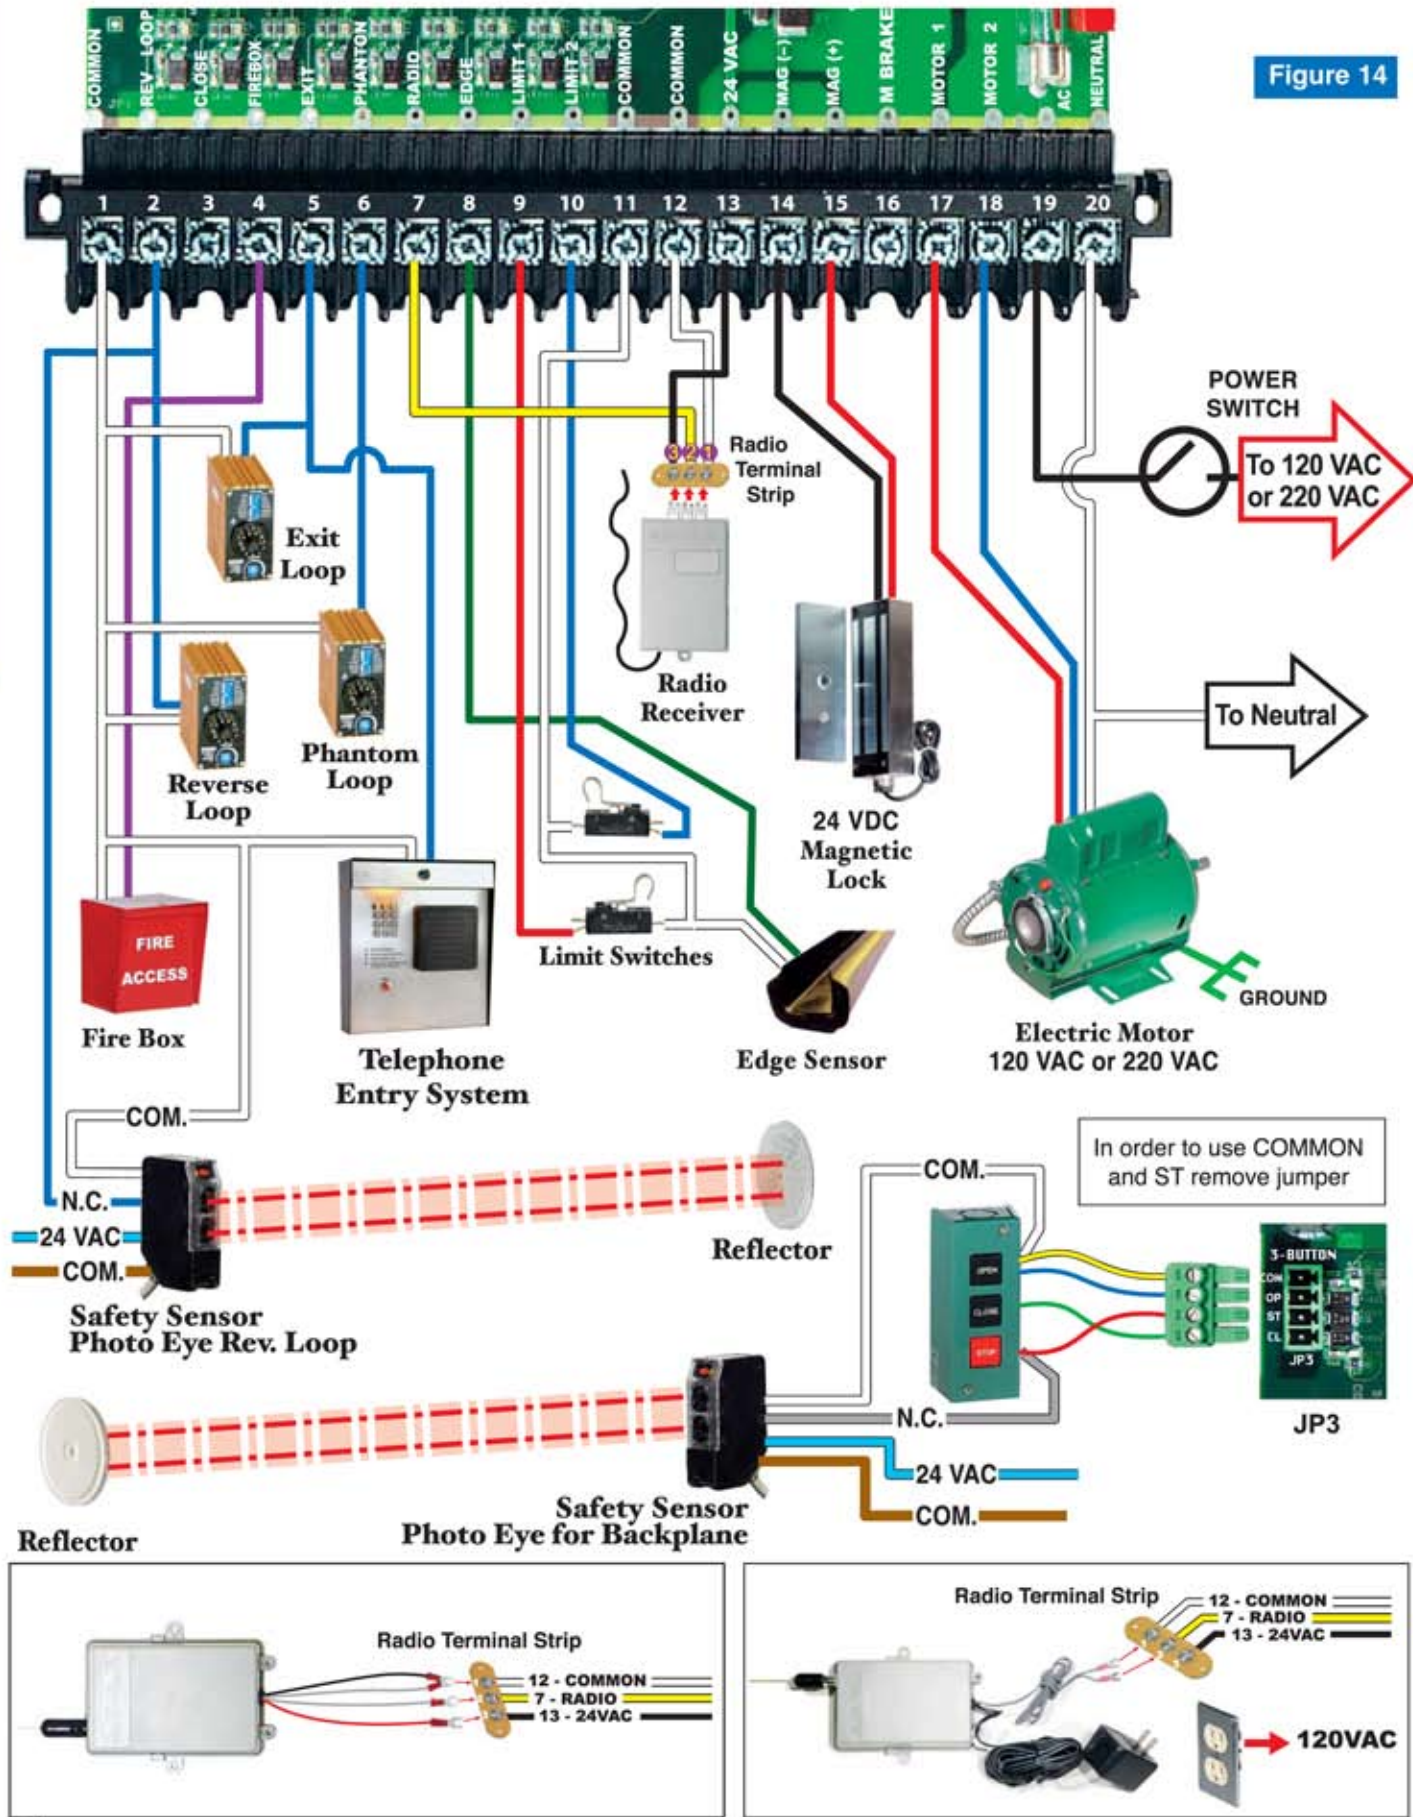 COMMON
REV LOOP
CLOSE
FIREBOX
EXIT
PHANTON
RADIO
EDGE
LIMIT 1
LIMIT 2
COMMON
COMMON
24 VAC
MAG (-)
MAG (+)
M BRAKE
MOTOR 1
MOTOR 2
AC
NEUTRAL
JP1
Figure 14
1 2 3 4 5 6 7 8 9 10 11 12 13 14 15 16 17 18 19 20
POWER
SWITCH
To 120 VAC
or 220 VAC
3 2 1
Radio
Terminal
Strip
Exit
Loop
Radio
Receiver
To Neutral
Phantom
Loop
Reverse
Loop
24 VDC
Magnetic
Lock
FIRE
ACCESS
Fire Box
Telephone
Entry System
Limit Switches
Edge Sensor
GROUND
Electric Motor
120 VAC or 220 VAC
COM.
N.C.
24 VAC
COM.
Safety Sensor
Photo Eye Rev. Loop
Reflector
In order to use COMMON
and ST remove jumper
COM.
OPEN
CLOSE
STOP
3-BUTTON
COM
OP
ST
CL
JP3
JP3
N.C.
24 VAC
COM.
Safety Sensor
Photo Eye for Backplane
Reflector
Radio Terminal Strip
12 - COMMON
7 - RADIO
13 - 24VAC
Radio Terminal Strip
12 - COMMON
7 - RADIO
13 - 24VAC
120VAC